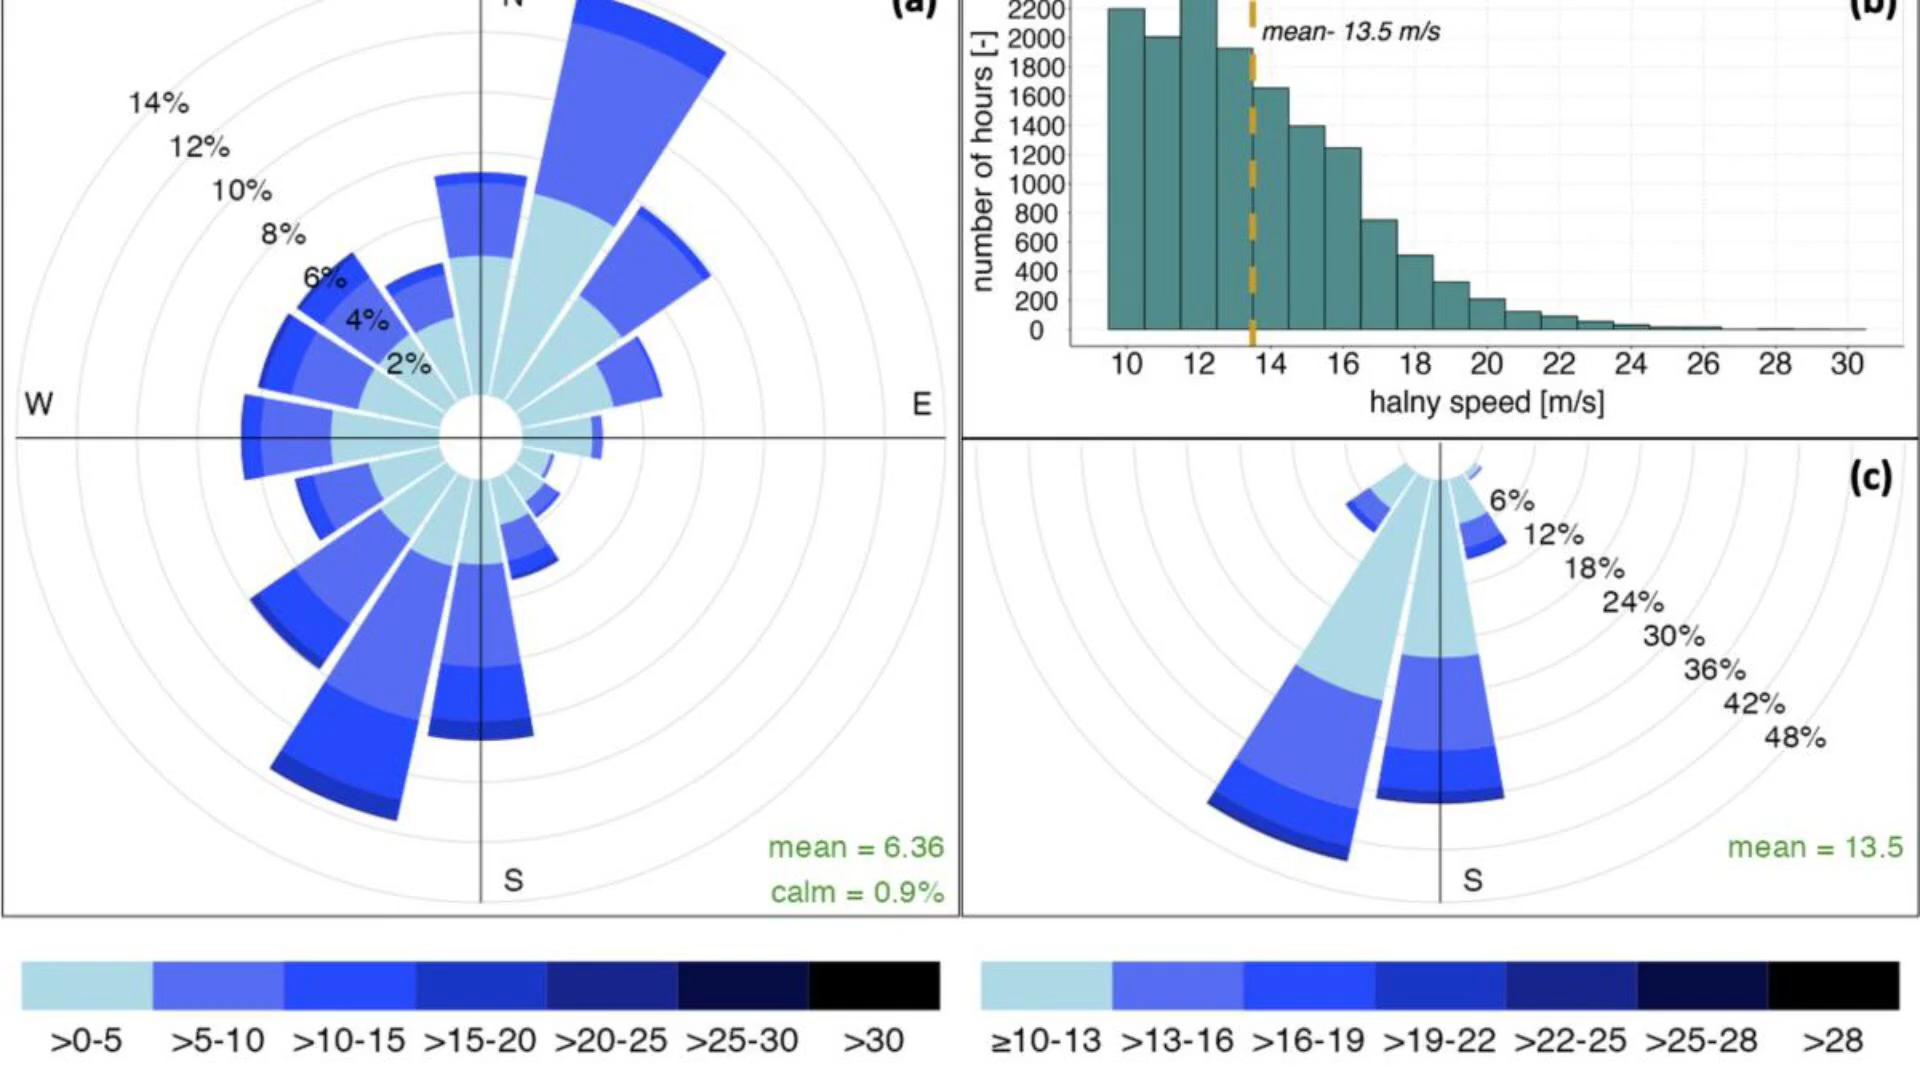 N
(a)
14%
12%
10%
8%
6%
4%
2%
W
E
S
mean = 6.36
calm = 0.9%
(b)
number of hours [-]
2200
2000
1800
1600
1400
1200
1000
800
600
400
200
0
mean- 13.5 m/s
10 12 14 16 18 20 22 24 26 28 30
halny speed [m/s]
(c)
6%
12%
18%
24%
30%
36%
42%
48%
S
mean = 13.5
>0-5 >5-10 >10-15 >15-20 >20-25 >25-30 >30
≥10-13 >13-16 >16-19 >19-22 >22-25 >25-28 >28